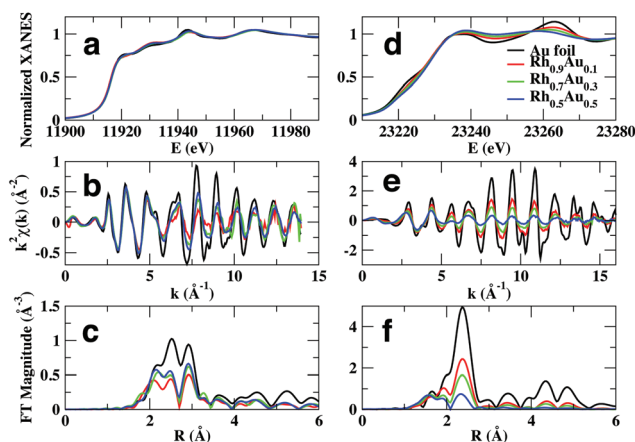 Normalized XANES
1
0.5
0
a
11900 11920 11940 11960 11980
E (eV)
1
0.5
0
d
Au foil
Rh0.9Au0.1
Rh0.7Au0.3
Rh0.5Au0.5
23220 23240 23260 23280
E (eV)
k²χ(k) (Å⁻²)
1
0.5
0
-0.5
b
0 5 10 15
k (Å⁻¹)
4
2
0
-2
e
0 5 10 15
k (Å⁻¹)
FT Magnitude (Å⁻³)
1.5
1
0.5
0
c
0 2 4 6
R (Å)
4
2
0
f
0 2 4 6
R (Å)